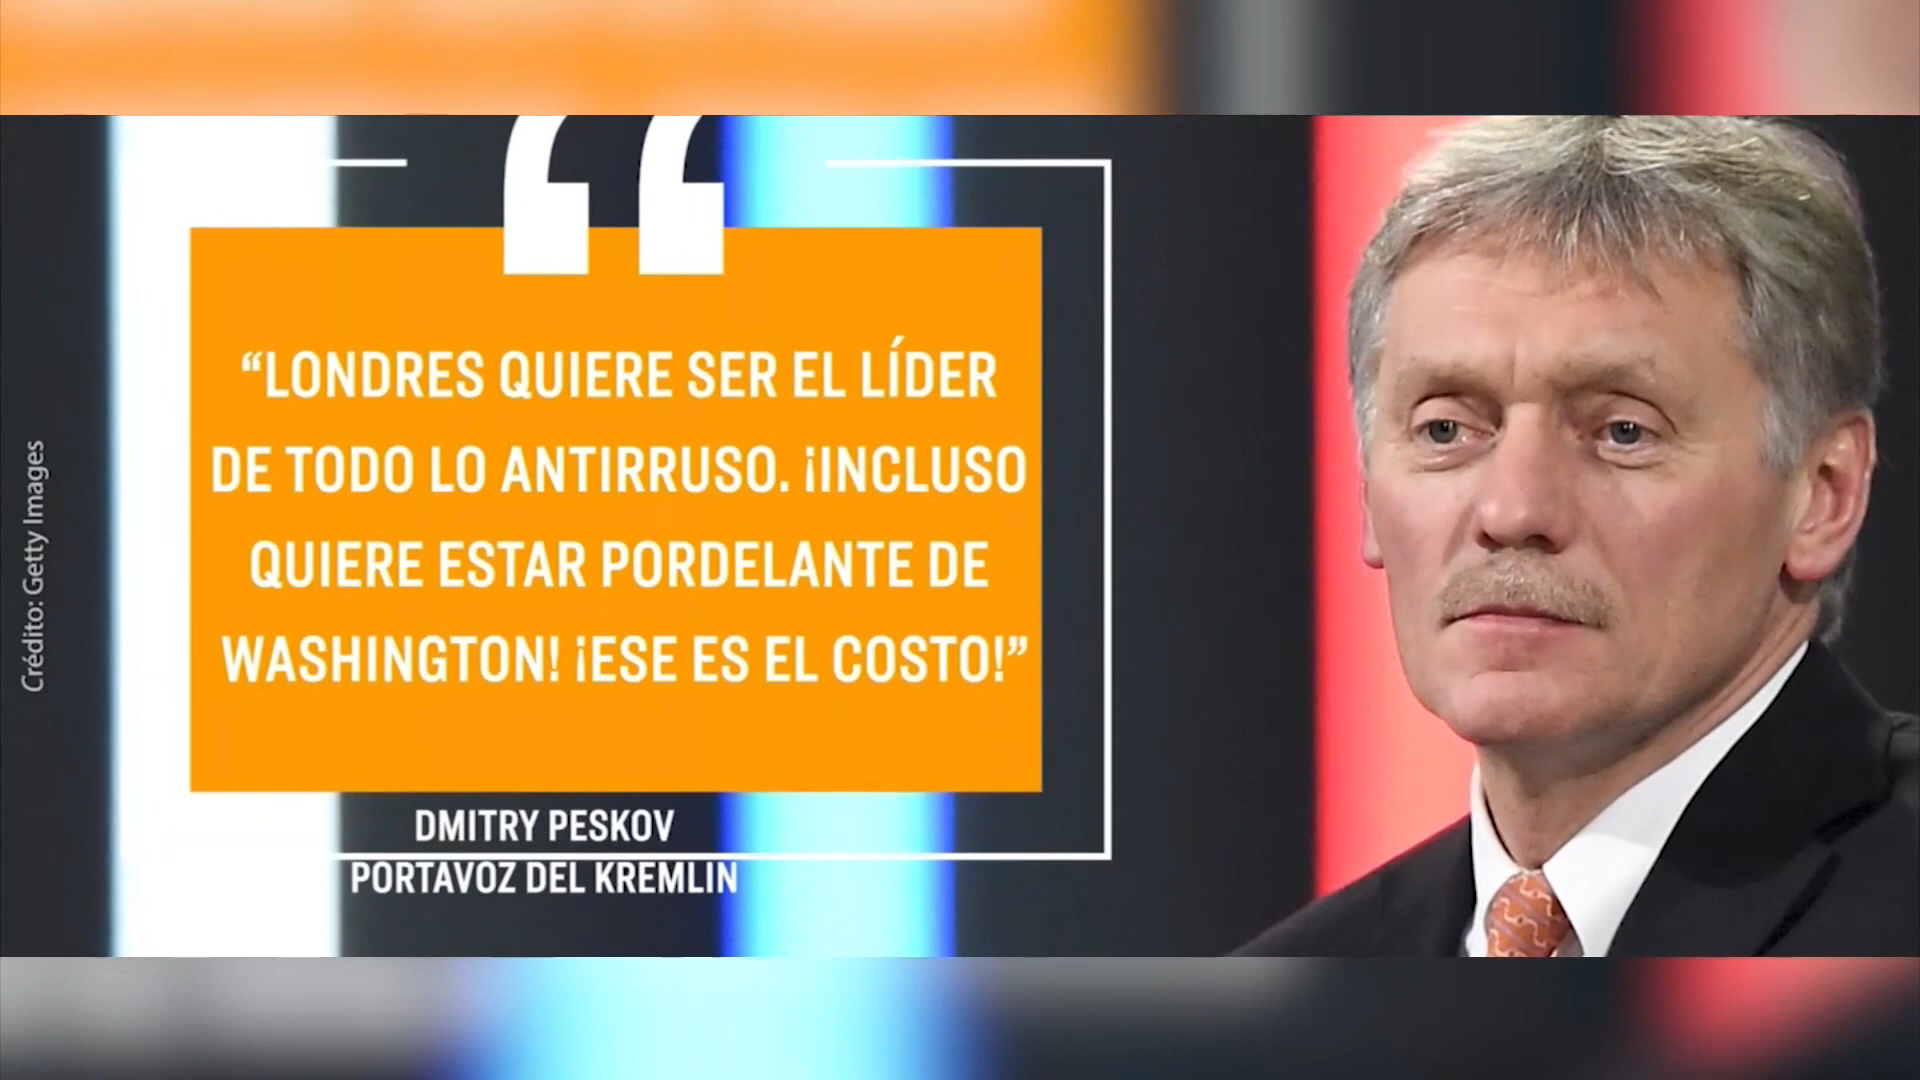 “LONDRES QUIERE SER EL LÍDER
DE TODO LO ANTIRRUSO. ¡INCLUSO
QUIERE ESTAR PORDELANTE DE
WASHINGTON! ¡ESE ES EL COSTO!”
DMITRY PESKOV
PORTAVOZ DEL KREMLIN
Crédito: Getty Images